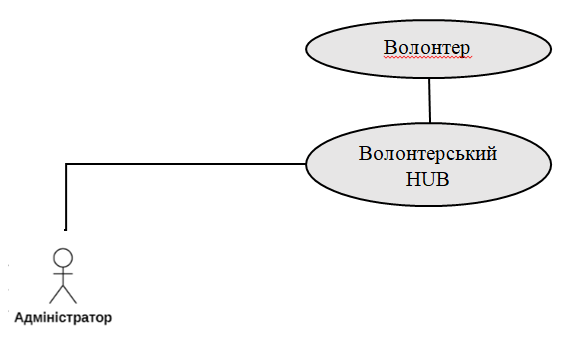 Волонтер
Волонтерський
HUB
Адміністратор